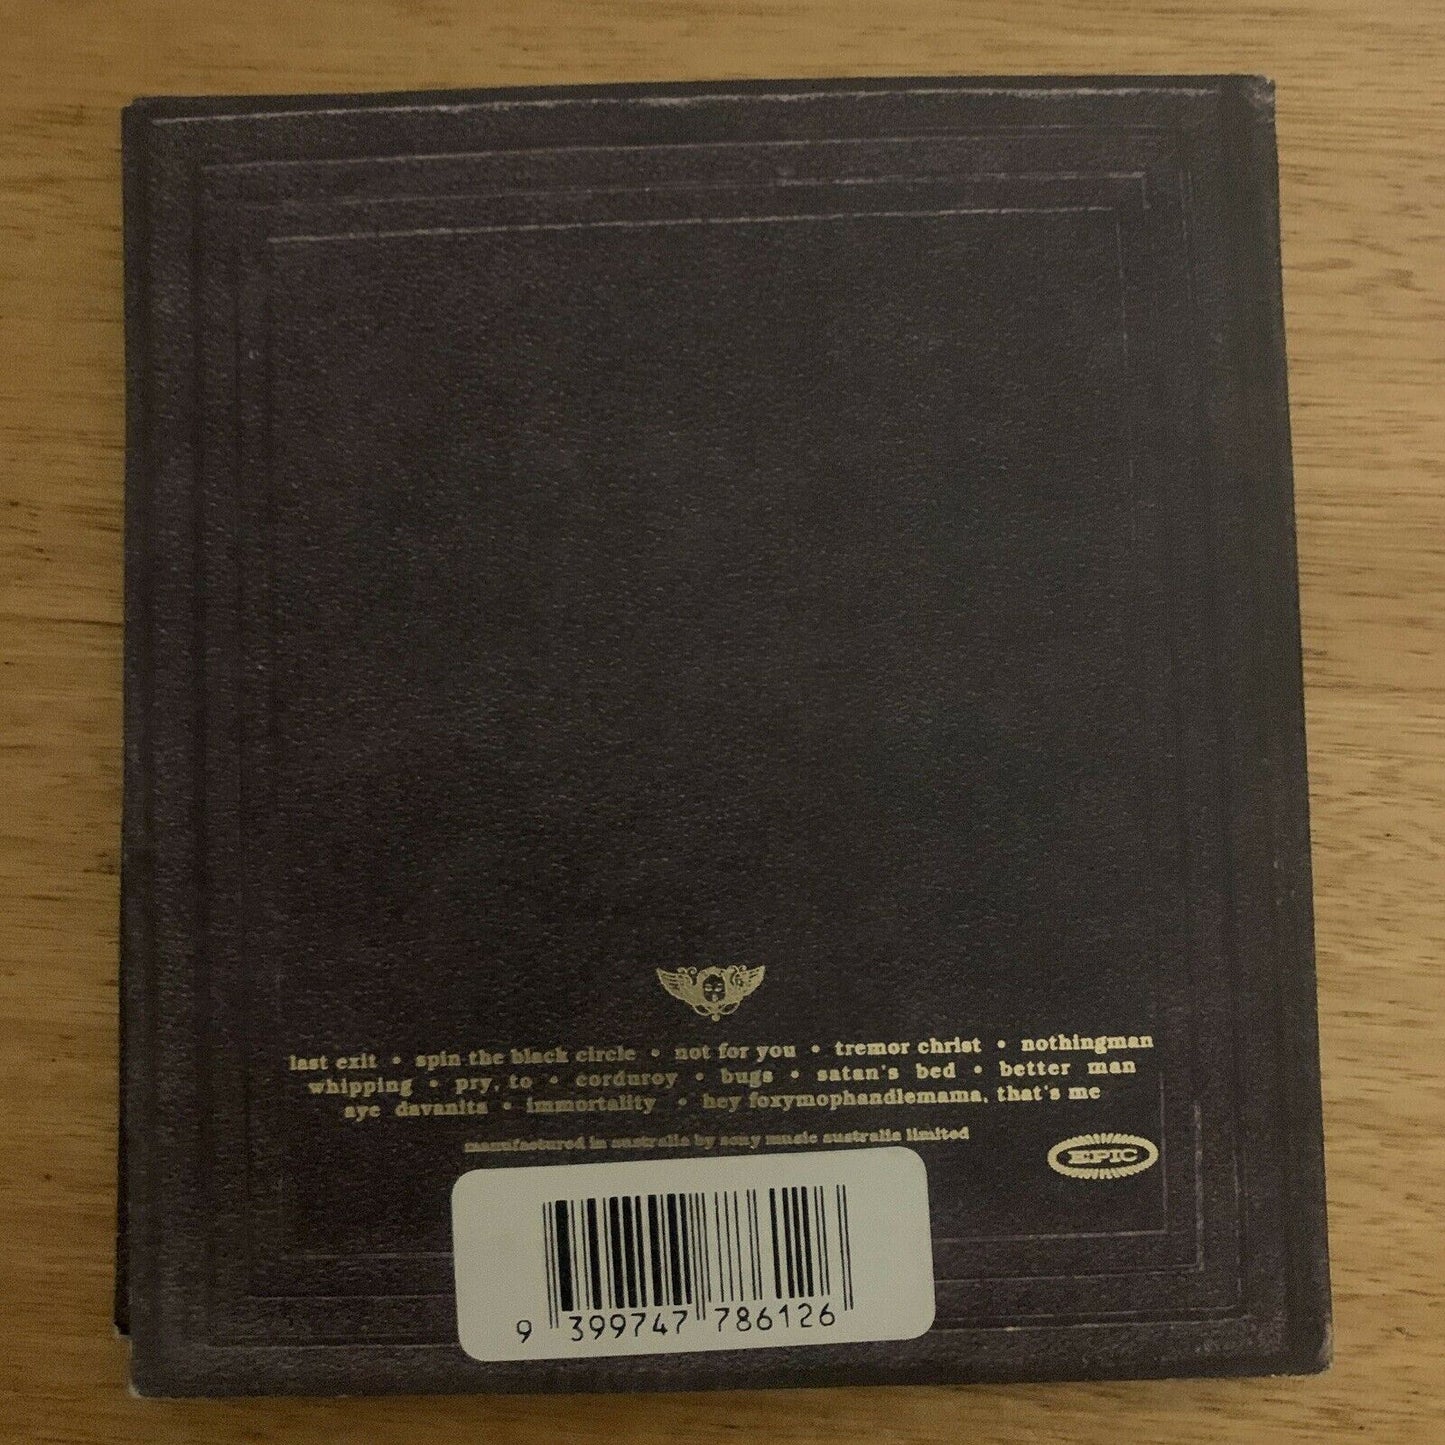 last exit • spin the black circle • not for you • tremor christ • nothingman
whipping • pry, to • corduroy • bugs • satan's bed • better man
aye davanita • immortality • hey foxymophandlemama, that's me
manufactured in australia by sony music australia limited
EPIC
9 399747 786126